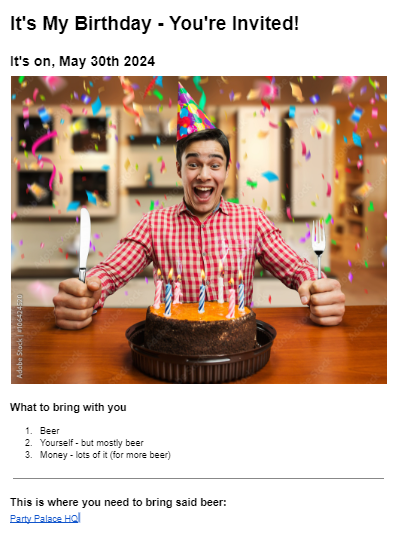 It's My Birthday - You're Invited!
It's on, May 30th 2024
Adobe Stock | #106424520
What to bring with you
1. Beer
2. Yourself - but mostly beer
3. Money - lots of it (for more beer)
This is where you need to bring said beer:
Party Palace HQ